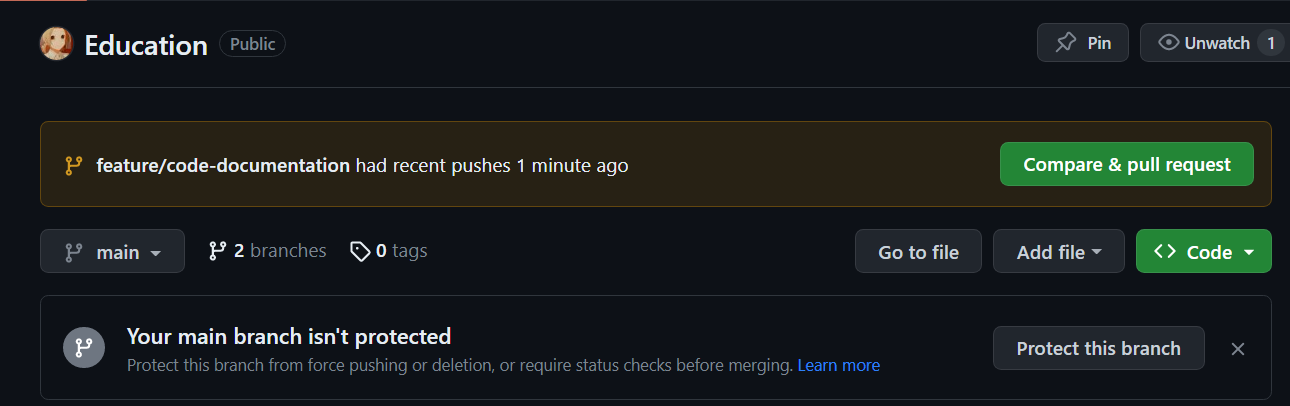 Education Public Pin Unwatch 1
feature/code-documentation had recent pushes 1 minute ago Compare & pull request
main 2 branches 0 tags Go to file Add file <> Code
Your main branch isn't protected
Protect this branch from force pushing or deletion, or require status checks before merging. Learn more
Protect this branch